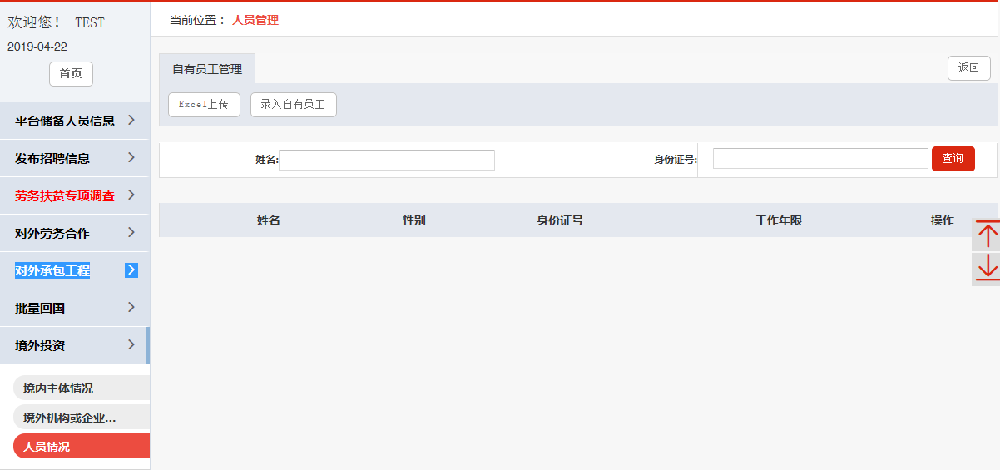 欢迎您！ TEST
2019-04-22
首页
平台储备人员信息
发布招聘信息
劳务扶贫专项调查
对外劳务合作
对外承包工程
批量回国
境外投资
境内主体情况
境外机构或企业...
人员情况
当前位置： 人员管理
自有员工管理
返回
Excel上传 录入自有员工
姓名: 身份证号: 查询
姓名 性别 身份证号 工作年限 操作